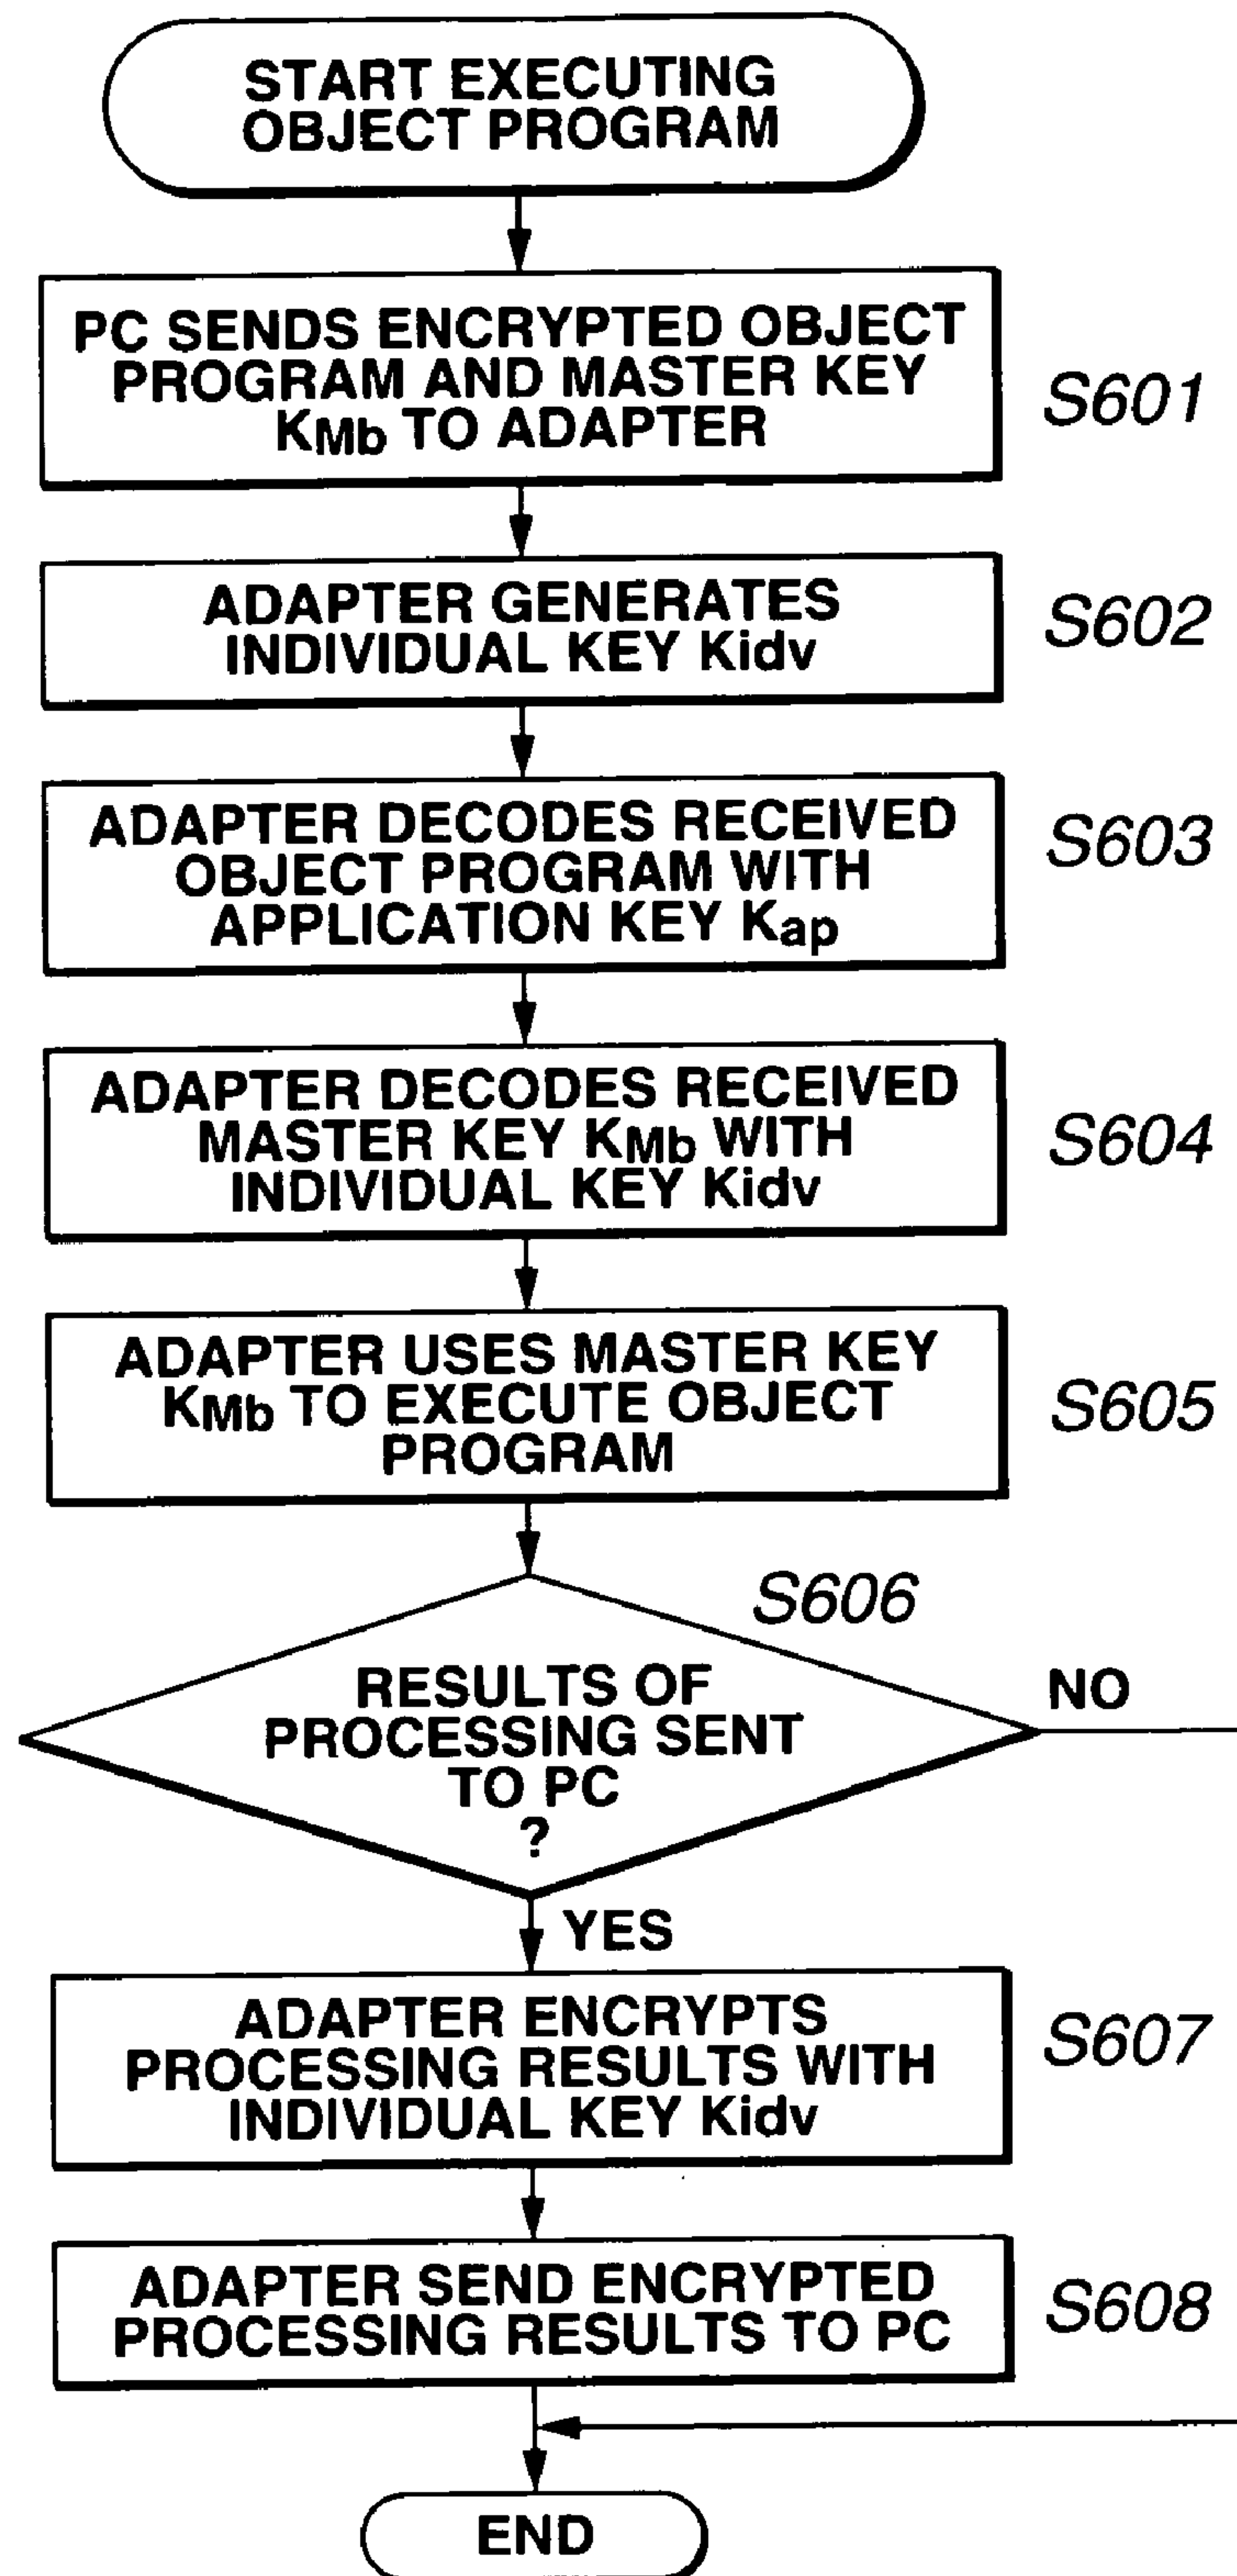 START EXECUTING
OBJECT PROGRAM
PC SENDS ENCRYPTED OBJECT
PROGRAM AND MASTER KEY
KMb TO ADAPTER
S601
ADAPTER GENERATES
INDIVIDUAL KEY Kidv
S602
ADAPTER DECODES RECEIVED
OBJECT PROGRAM WITH
APPLICATION KEY Kap
S603
ADAPTER DECODES RECEIVED
MASTER KEY KMb WITH
INDIVIDUAL KEY Kidv
S604
ADAPTER USES MASTER KEY
KMb TO EXECUTE OBJECT
PROGRAM
S605
S606
RESULTS OF
PROCESSING SENT
TO PC
?
NO
YES
ADAPTER ENCRYPTS
PROCESSING RESULTS WITH
INDIVIDUAL KEY Kidv
S607
ADAPTER SEND ENCRYPTED
PROCESSING RESULTS TO PC
S608
END